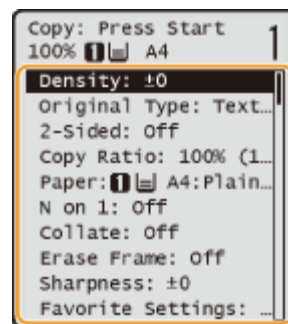 Copy: Press Start
100% 1 A4 1
Density: ±0
Original Type: Text…
2-Sided: Off
Copy Ratio: 100% (1…
Paper: 1 A4:Plain…
N on 1: Off
Collate: Off
Erase Frame: Off
Sharpness: ±0
Favorite Settings: …